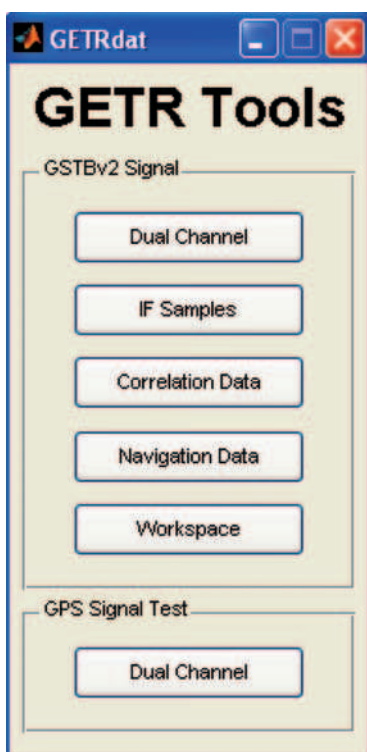 GETRdat
GETR Tools
GSTBv2 Signal
Dual Channel
IF Samples
Correlation Data
Navigation Data
Workspace
GPS Signal Test
Dual Channel